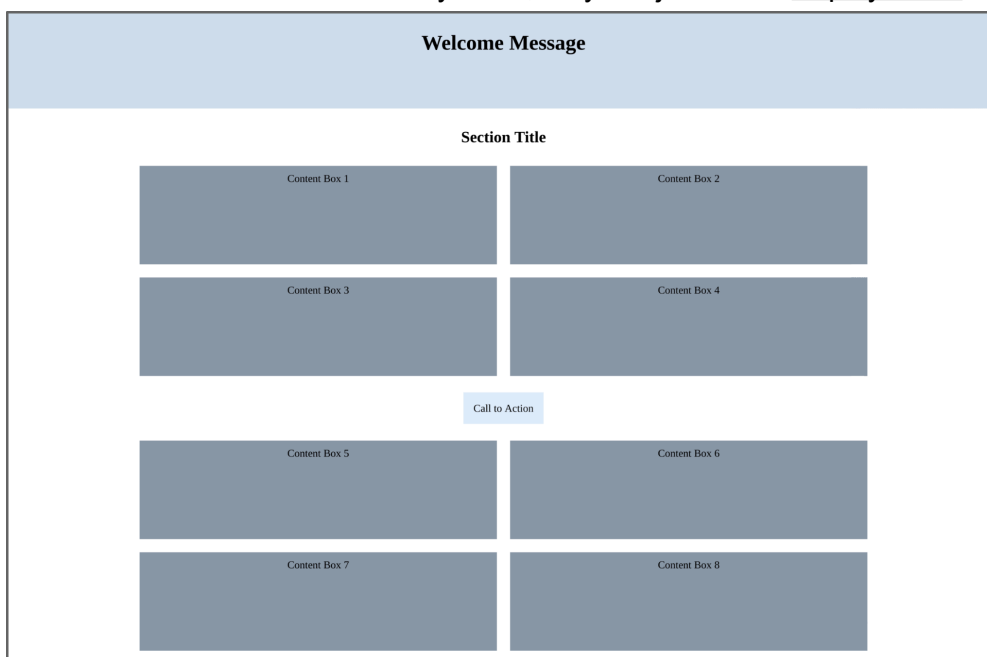 Welcome Message
Section Title
Content Box 1
Content Box 2
Content Box 3
Content Box 4
Call to Action
Content Box 5
Content Box 6
Content Box 7
Content Box 8